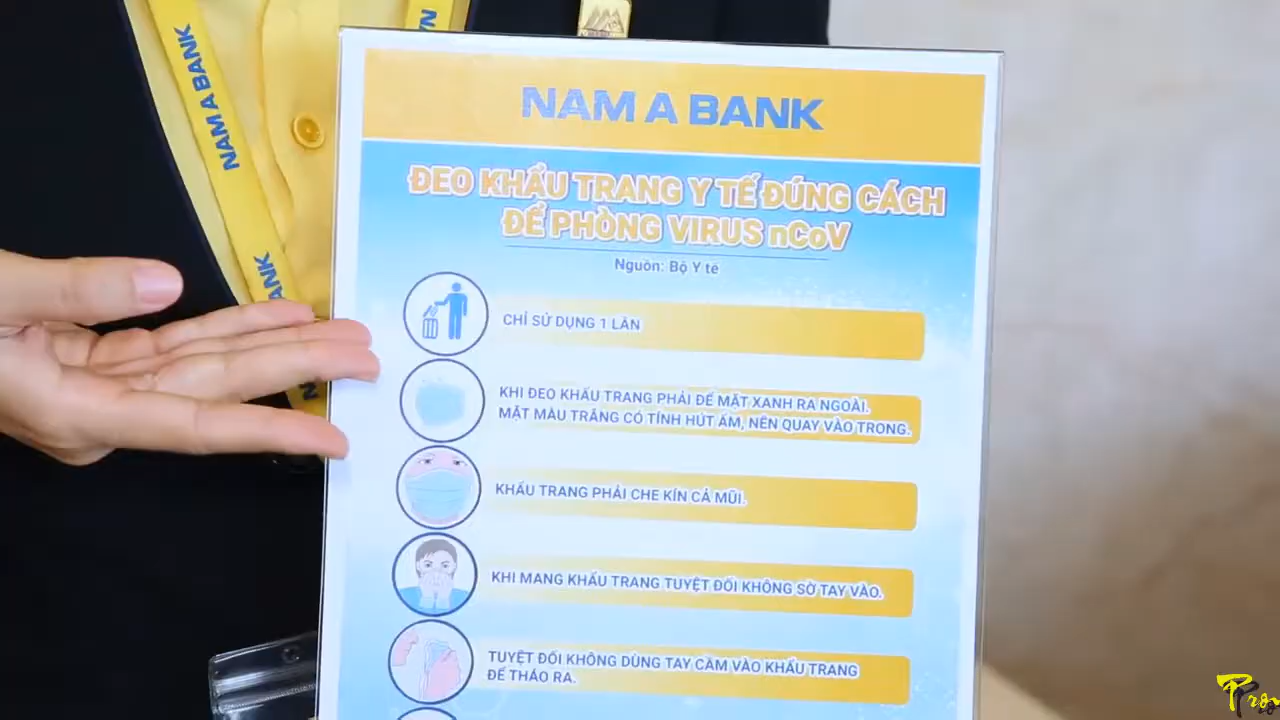 NAM A BANK
NAM A BANK
ĐEO KHẨU TRANG Y TẾ ĐÚNG CÁCH
ĐỂ PHÒNG VIRUS nCoV
Nguồn: Bộ Y tế
CHỈ SỬ DỤNG 1 LẦN
KHI ĐEO KHẨU TRANG PHẢI ĐỂ MẶT XANH RA NGOÀI.
MẶT MÀU TRẮNG CÓ TÍNH HÚT ẨM, NÊN QUAY VÀO TRONG.
KHẨU TRANG PHẢI CHE KÍN CẢ MŨI.
KHI MANG KHẨU TRANG TUYỆT ĐỐI KHÔNG SỜ TAY VÀO.
TUYỆT ĐỐI KHÔNG DÙNG TAY CẦM VÀO KHẨU TRANG
ĐỂ THÁO RA.